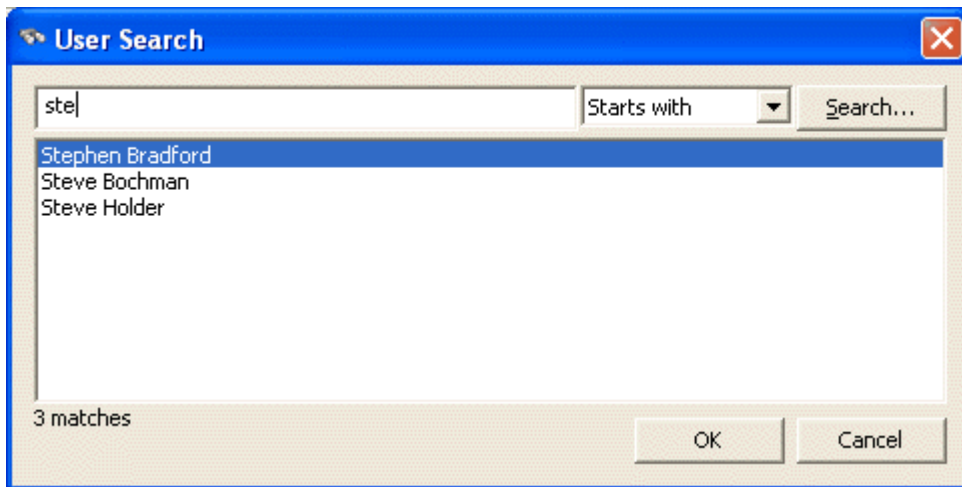 User Search
ste
Starts with
Search...
Stephen Bradford
Steve Bochman
Steve Holder
3 matches
OK
Cancel